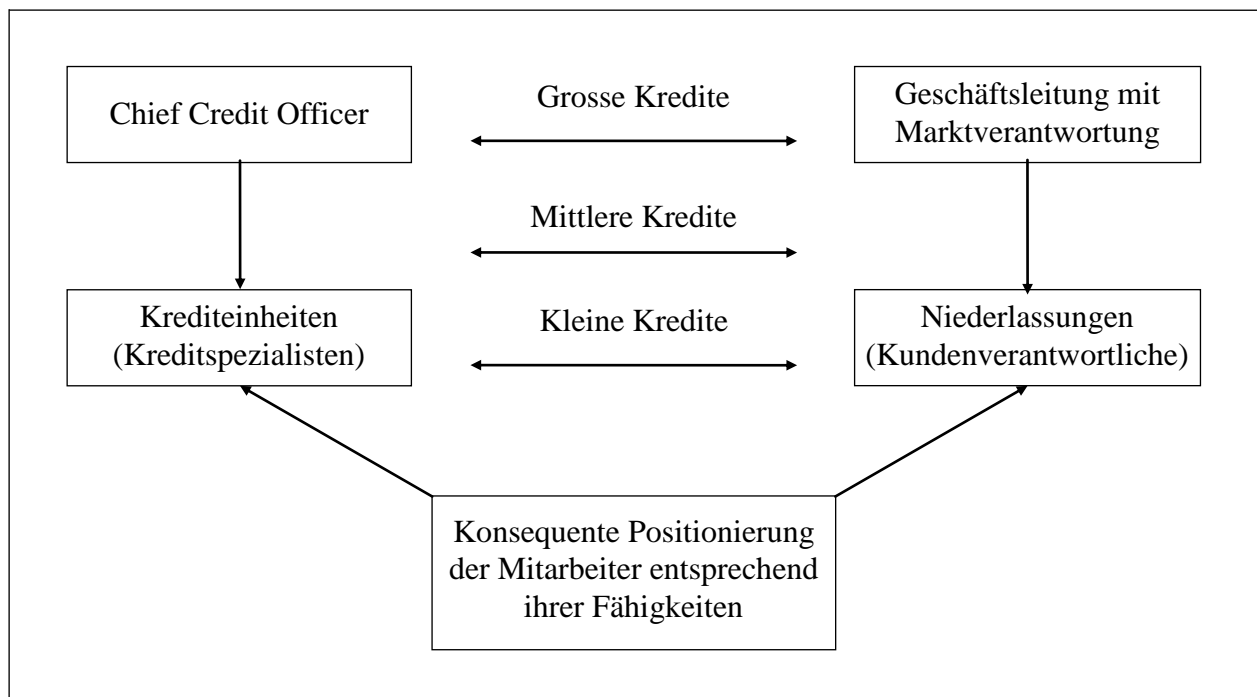 Chief Credit Officer
Grosse Kredite
Geschäftsleitung mit
Marktverantwortung
Mittlere Kredite
Krediteinheiten
(Kreditspezialisten)
Kleine Kredite
Niederlassungen
(Kundenverantwortliche)
Konsequente Positionierung
der Mitarbeiter entsprechend
ihrer Fähigkeiten